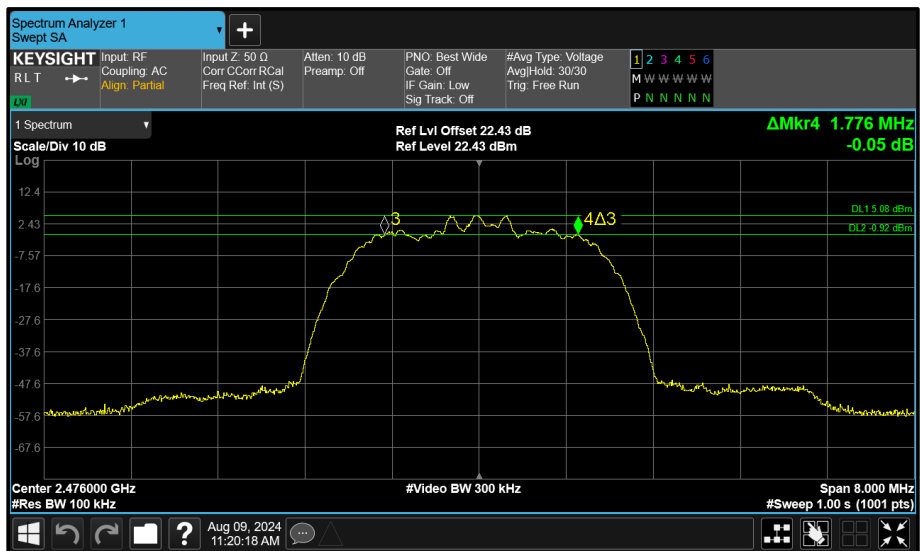 Spectrum Analyzer 1
Swept SA
+
KEYSIGHT
R L T
LXI
Input: RF
Coupling: AC
Align: Partial
Input Z: 50 Ω
Corr CCorr RCal
Freq Ref: Int (S)
Atten: 10 dB
Preamp: Off
PNO: Best Wide
Gate: Off
IF Gain: Low
Sig Track: Off
#Avg Type: Voltage
Avg|Hold: 30/30
Trig: Free Run
1 2 3 4 5 6
M W W W W W
P N N N N N
1 Spectrum
Scale/Div 10 dB
Ref Lvl Offset 22.43 dB
Ref Level 22.43 dBm
ΔMkr4 1.776 MHz
-0.05 dB
Log
12.4
2.43
-7.57
-17.6
-27.6
-37.6
-47.6
-57.6
-67.6
3
4Δ3
DL1 5.08 dBm
DL2 -0.92 dBm
Center 2.476000 GHz
#Video BW 300 kHz
Span 8.000 MHz
#Res BW 100 kHz
#Sweep 1.00 s (1001 pts)
?
Aug 09, 2024
11:20:18 AM